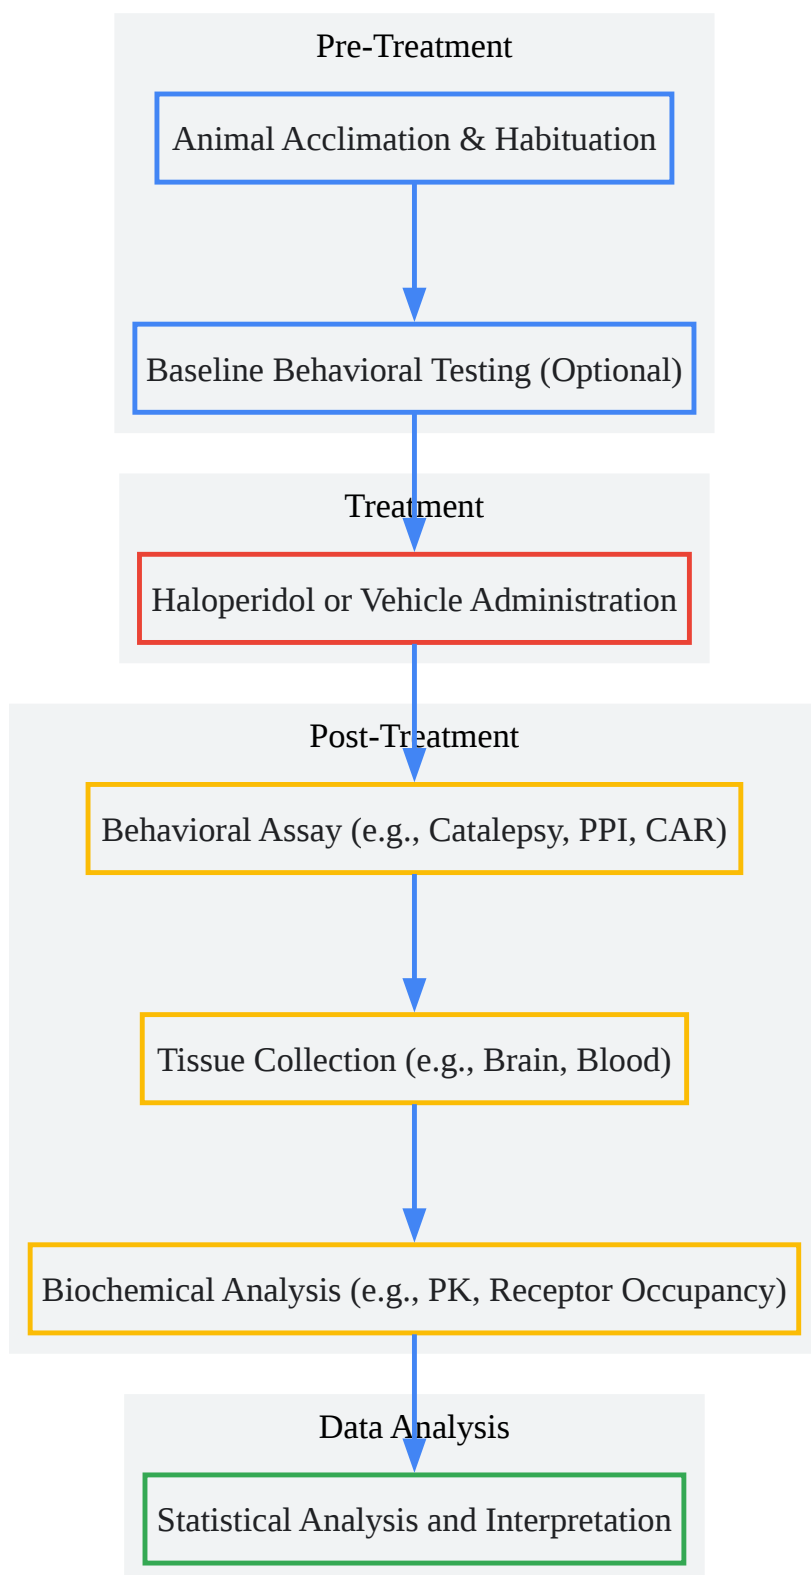 Pre-Treatment
Animal Acclimation & Habituation
Baseline Behavioral Testing (Optional)
Treatment
Haloperidol or Vehicle Administration
Post-Treatment
Behavioral Assay (e.g., Catalepsy, PPI, CAR)
Tissue Collection (e.g., Brain, Blood)
Biochemical Analysis (e.g., PK, Receptor Occupancy)
Data Analysis
Statistical Analysis and Interpretation